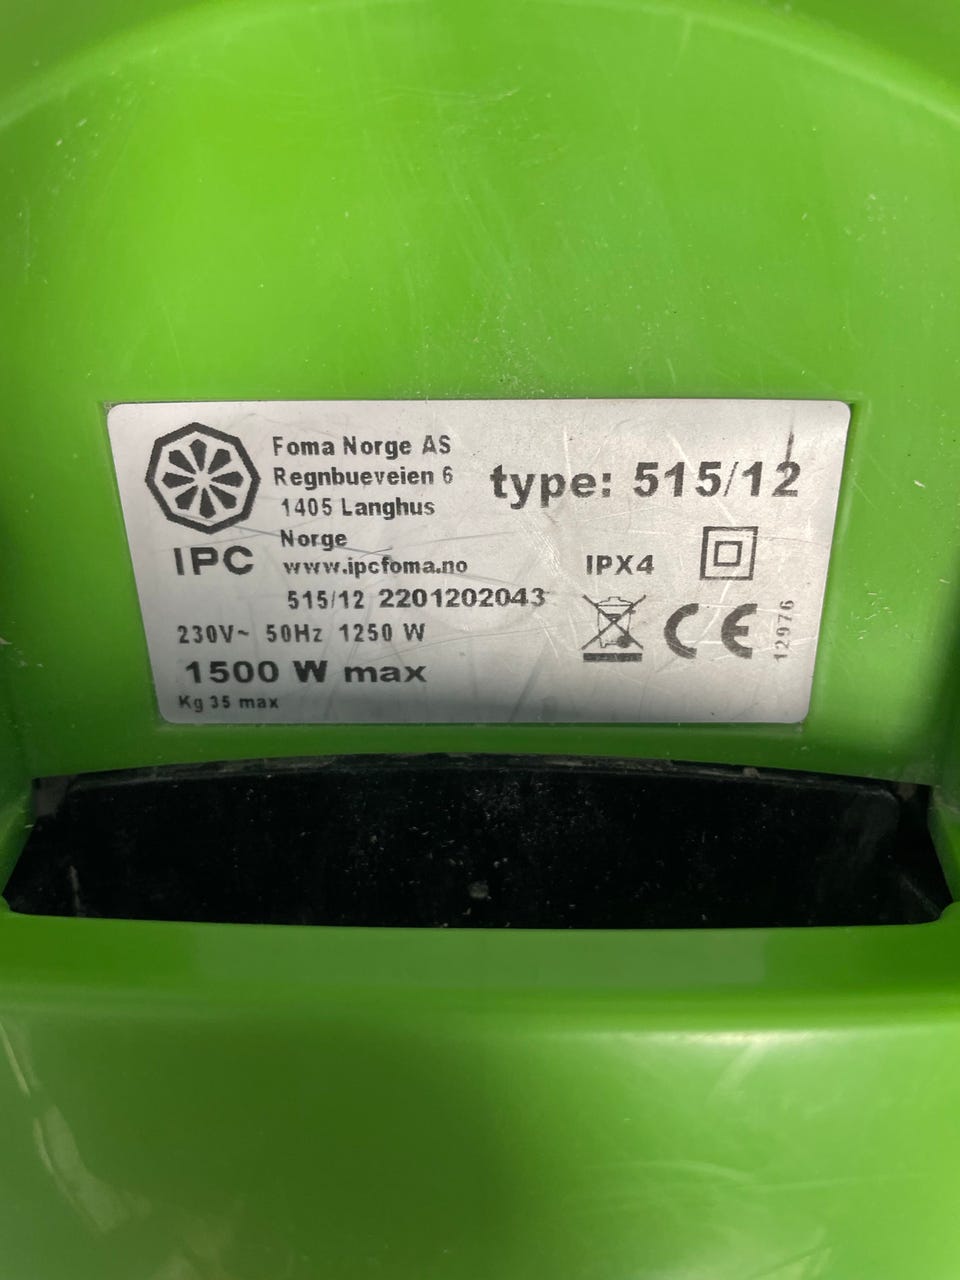 Foma Norge AS
Regnbueveien 6
1405 Langhus
Norge
www.ipcfoma.no
IPC
type: 515/12
IPX4
515/12 2201202043
230V~ 50Hz 1250 W
1500 W max
Kg 35 max
CE
12976